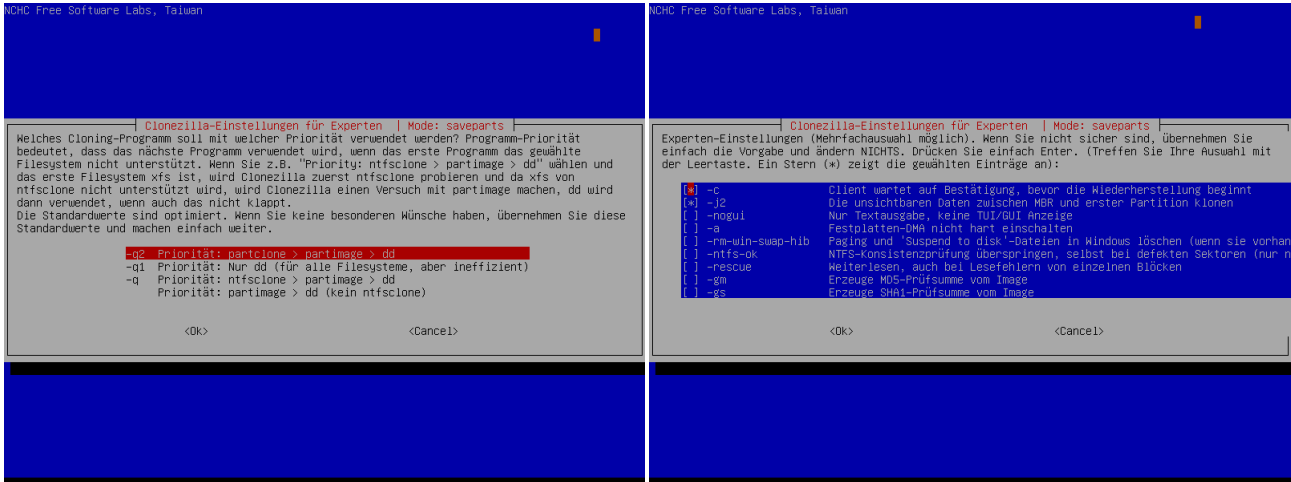 NCHC Free Software Labs, Taiwan
Clonezilla-Einstellungen für Experten | Mode: saveparts
Welches Cloning-Programm soll mit welcher Priorität verwendet werden? Programm-Priorität
bedeutet, dass das nächste Programm verwendet wird, wenn das erste Programm das gewählte
Filesystem nicht unterstützt. Wenn Sie z.B. "Priority: ntfsclone > partimage > dd" wählen und
das erste Filesystem xfs ist, wird Clonezilla zuerst ntfsclone probieren und da xfs von
ntfsclone nicht unterstützt wird, wird Clonezilla einen Versuch mit partimage machen, dd wird
dann verwendet, wenn auch das nicht klappt.
Die Standardwerte sind optimiert. Wenn Sie keine besonderen Wünsche haben, übernehmen Sie diese
Standardwerte und machen einfach weiter.
-q2 Priorität: partclone > partimage > dd
-q1 Priorität: Nur dd (für alle Filesysteme, aber ineffizient)
-q Priorität: ntfsclone > partimage > dd
Priorität: partimage > dd (kein ntfsclone)
<Ok> <Cancel>
NCHC Free Software Labs, Taiwan
Clonezilla-Einstellungen für Experten | Mode: saveparts
Experten-Einstellungen (Mehrfachauswahl möglich). Wenn Sie nicht sicher sind, übernehmen Sie
einfach die Vorgabe und ändern NICHTS. Drücken Sie einfach Enter. (Treffen Sie Ihre Auswahl mit
der Leertaste. Ein Stern (*) zeigt die gewählten Einträge an):
[*] -c Client wartet auf Bestätigung, bevor die Wiederherstellung beginnt
[*] -j2 Die unsichtbaren Daten zwischen MBR und erster Partition klonen
[ ] -nogui Nur Textausgabe, keine TUI/GUI Anzeige
[ ] -a Festplatten-DMA nicht hart einschalten
[ ] -rm-win-swap-hib Paging und 'Suspend to disk'-Dateien in Windows löschen (wenn sie vorhan
[ ] -ntfs-ok NTFS-Konsistenzprüfung überspringen, selbst bei defekten Sektoren (nur n
[ ] -rescue Weiterlesen, auch bei Lesefehlern von einzelnen Blöcken
[ ] -gm Erzeuge MD5-Prüfsumme vom Image
[ ] -gs Erzeuge SHA1-Prüfsumme vom Image
<Ok> <Cancel>